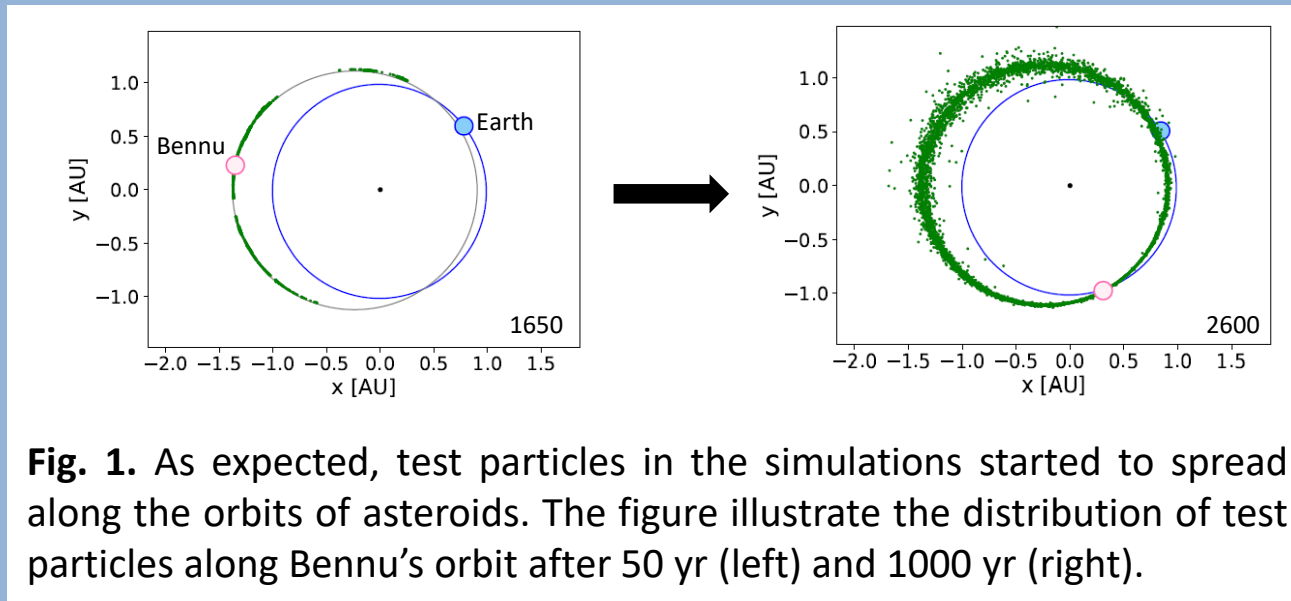 1.0
0.5
0.0
−0.5
−1.0
y [AU]
Bennu
Earth
1650
−2.0 −1.5 −1.0 −0.5 0.0 0.5 1.0 1.5
x [AU]
1.0
0.5
0.0
−0.5
−1.0
y [AU]
2600
−2.0 −1.5 −1.0 −0.5 0.0 0.5 1.0 1.5
x [AU]
Fig. 1. As expected, test particles in the simulations started to spread
along the orbits of asteroids. The figure illustrate the distribution of test
particles along Bennu’s orbit after 50 yr (left) and 1000 yr (right).